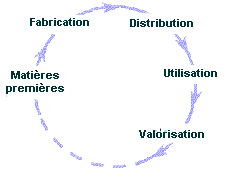 Fabrication
Distribution
Utilisation
Valorisation
Matières
premières